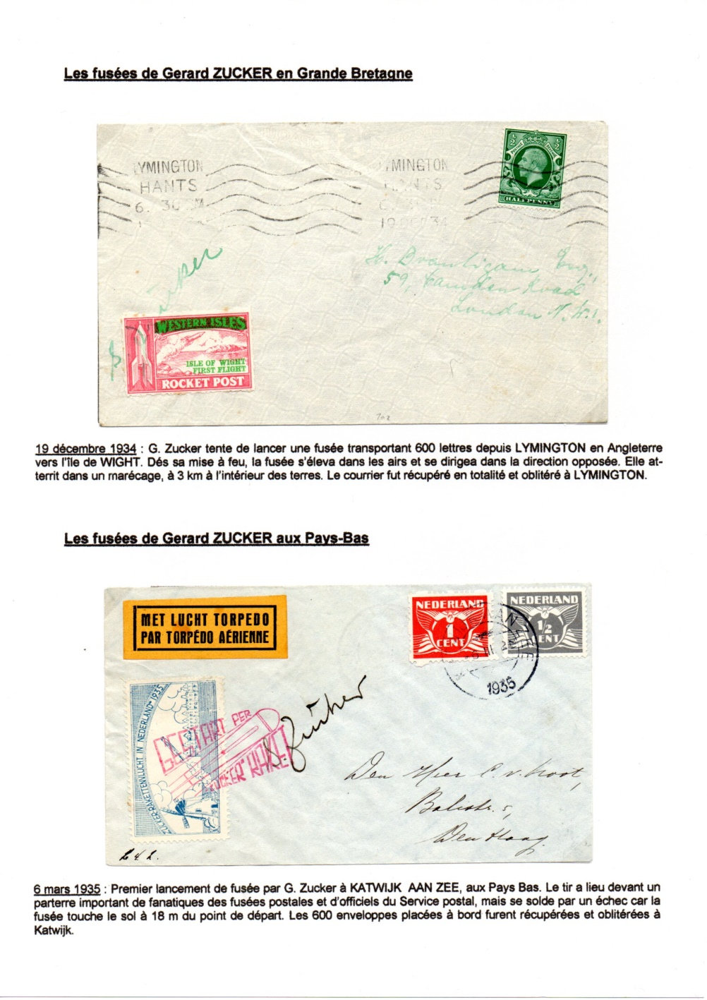 Les fusées de Gerard ZUCKER en Grande Bretagne
LYMINGTON
HANTS
6. 30 PM
LYMINGTON
HANTS
19 DEC 34
½ ½
HALF PENNY
H. Brautigam Esq.,
59, Camden Road
London N.W.1.
Zucker
WESTERN ISLES
ISLE OF WIGHT
FIRST FLIGHT
ROCKET POST
702
19 décembre 1934 : G. Zucker tente de lancer une fusée transportant 600 lettres depuis LYMINGTON en Angleterre
vers l'île de WIGHT. Dés sa mise à feu, la fusée s'éleva dans les airs et se dirigea dans la direction opposée. Elle at-
territ dans un marécage, à 3 km à l'intérieur des terres. Le courrier fut récupéré en totalité et oblitéré à LYMINGTON.
Les fusées de Gerard ZUCKER aux Pays-Bas
MET LUCHT TORPEDO
PAR TORPÉDO AÉRIENNE
NEDERLAND
1
CENT
NEDERLAND
½
CENT
AAN ZEE
1935
ZUCKER-RAKETTENVLUCHT IN NEDERLAND-1935
GESTART PER
ZUCKER RAKET
Zucker
Den Heer C. v.
Den Haag
6 mars 1935 : Premier lancement de fusée par G. Zucker à KATWIJK AAN ZEE, aux Pays Bas. Le tir a lieu devant un
parterre important de fanatiques des fusées postales et d'officiels du Service postal, mais se solde par un échec car la
fusée touche le sol à 18 m du point de départ. Les 600 enveloppes placées à bord furent récupérées et oblitérées à
Katwijk.